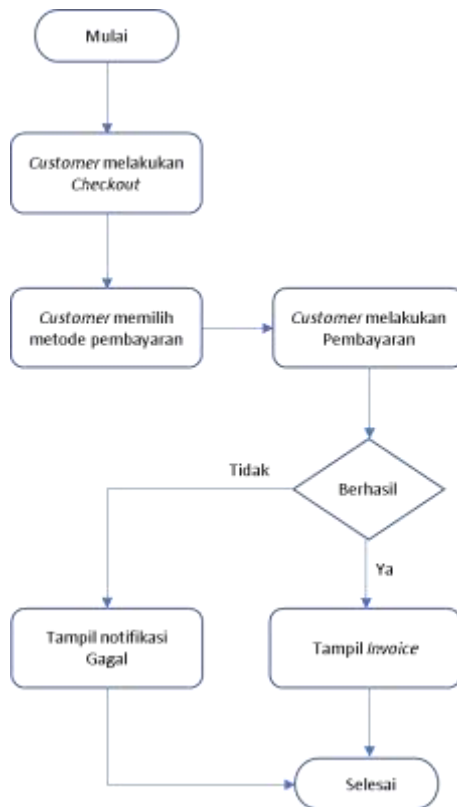 Mulai
Customer melakukan
Checkout
Customer memilih
metode pembayaran
Customer melakukan
Pembayaran
Berhasil
Tidak
Ya
Tampil notifikasi
Gagal
Tampil Invoice
Selesai